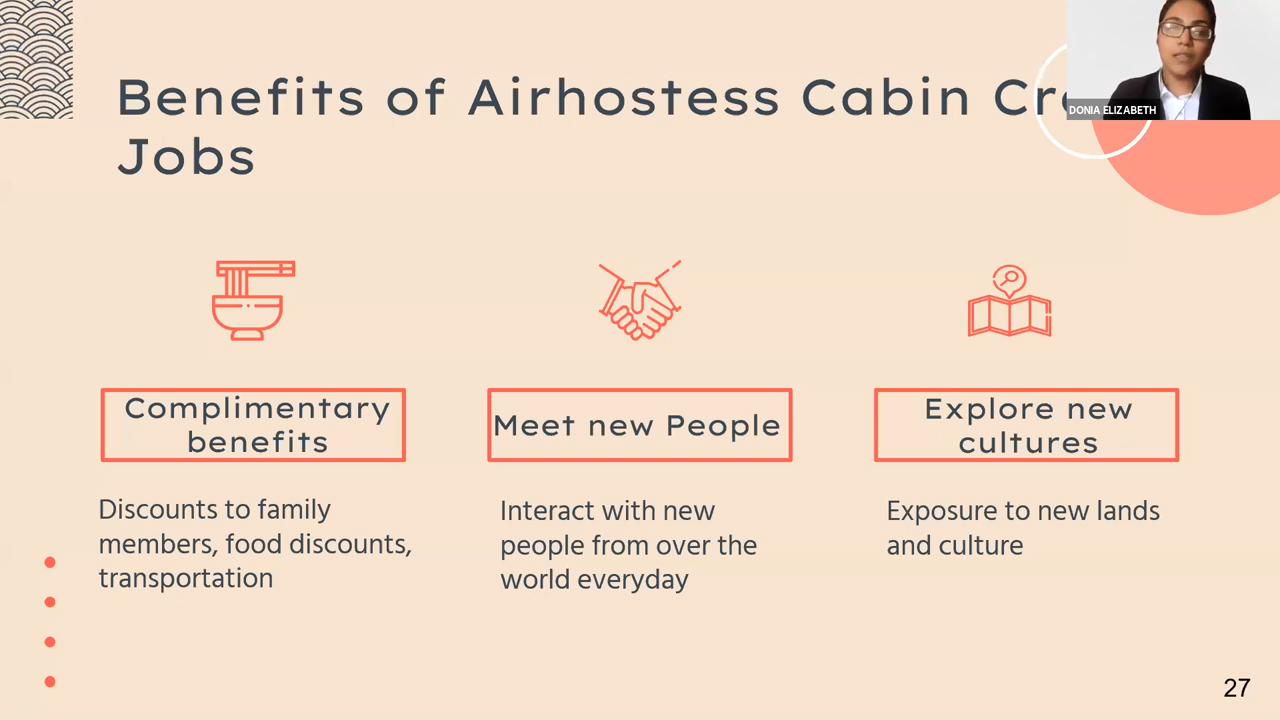 Benefits of Airhostess Cabin
Jobs
DONIA ELIZABETH
Complimentary
benefits
Meet new People
Explore new
cultures
Discounts to family
members, food discounts,
transportation
Interact with new
people from over the
world everyday
Exposure to new lands
and culture
27